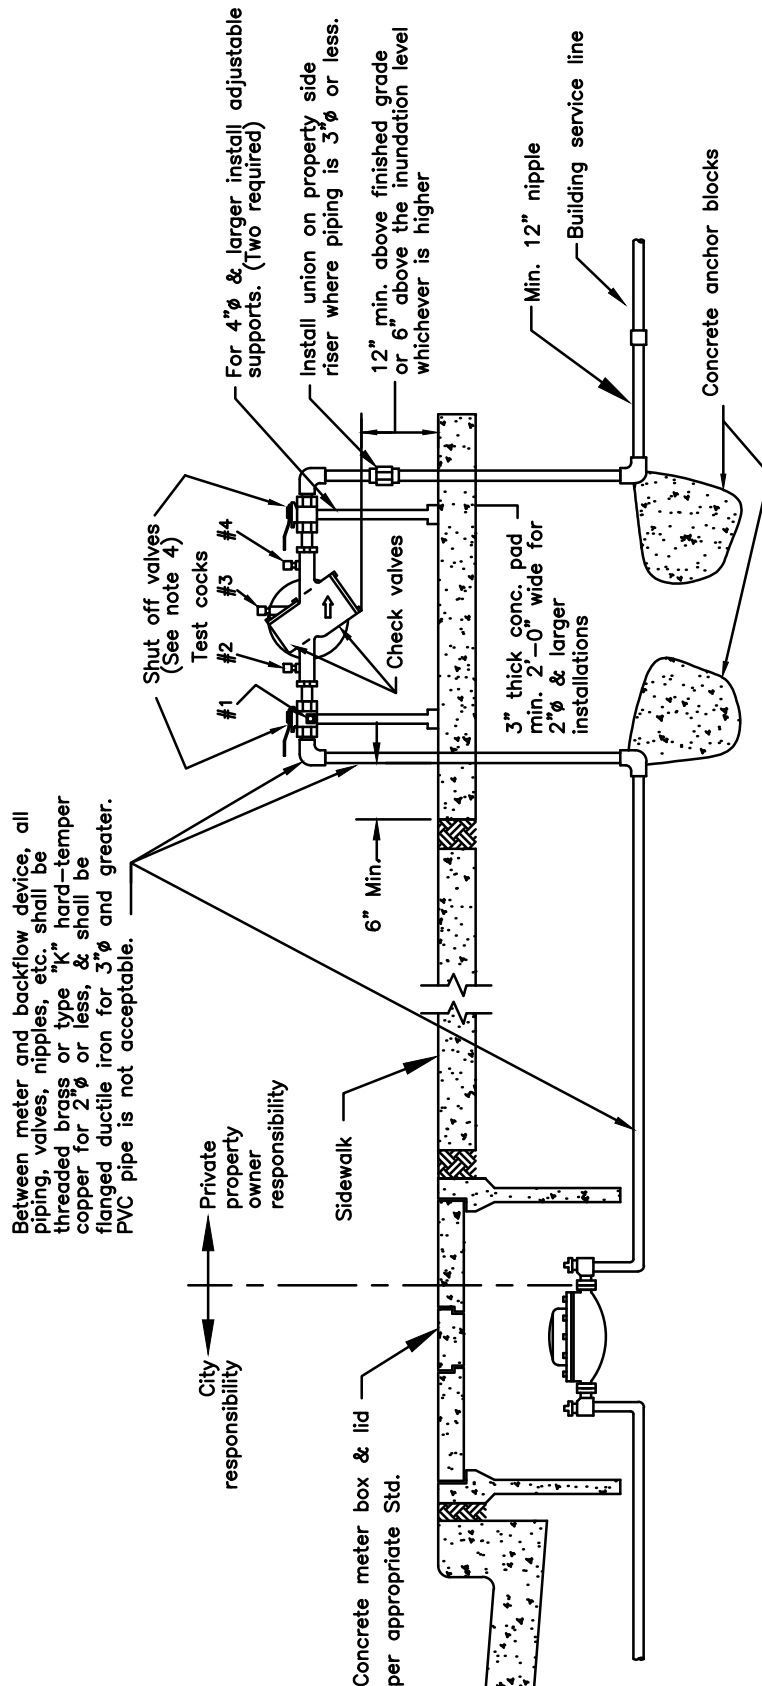 Between meter and backflow device, all
piping, valves, nipples, etc. shall be
threaded brass or type "K" hard-temper
copper for 2"ø or less, & shall be
flanged ductile iron for 3"ø and greater.
PVC pipe is not acceptable.
City
responsibility
Private
property
owner
responsibility
Concrete meter box & lid
per appropriate Std.
Sidewalk
6" Min.
Shut off valves
(See note 4)
Test cocks
#1
#2
#3
#4
Check valves
For 4"ø & larger install adjustable
supports. (Two required)
Install union on property side
riser where piping is 3"ø or less.
12" min. above finished grade
or 6" above the inundation level
whichever is higher
3" thick conc. pad
min. 2'-0" wide for
2"ø & larger
installations
Min. 12" nipple
Building service line
Concrete anchor blocks